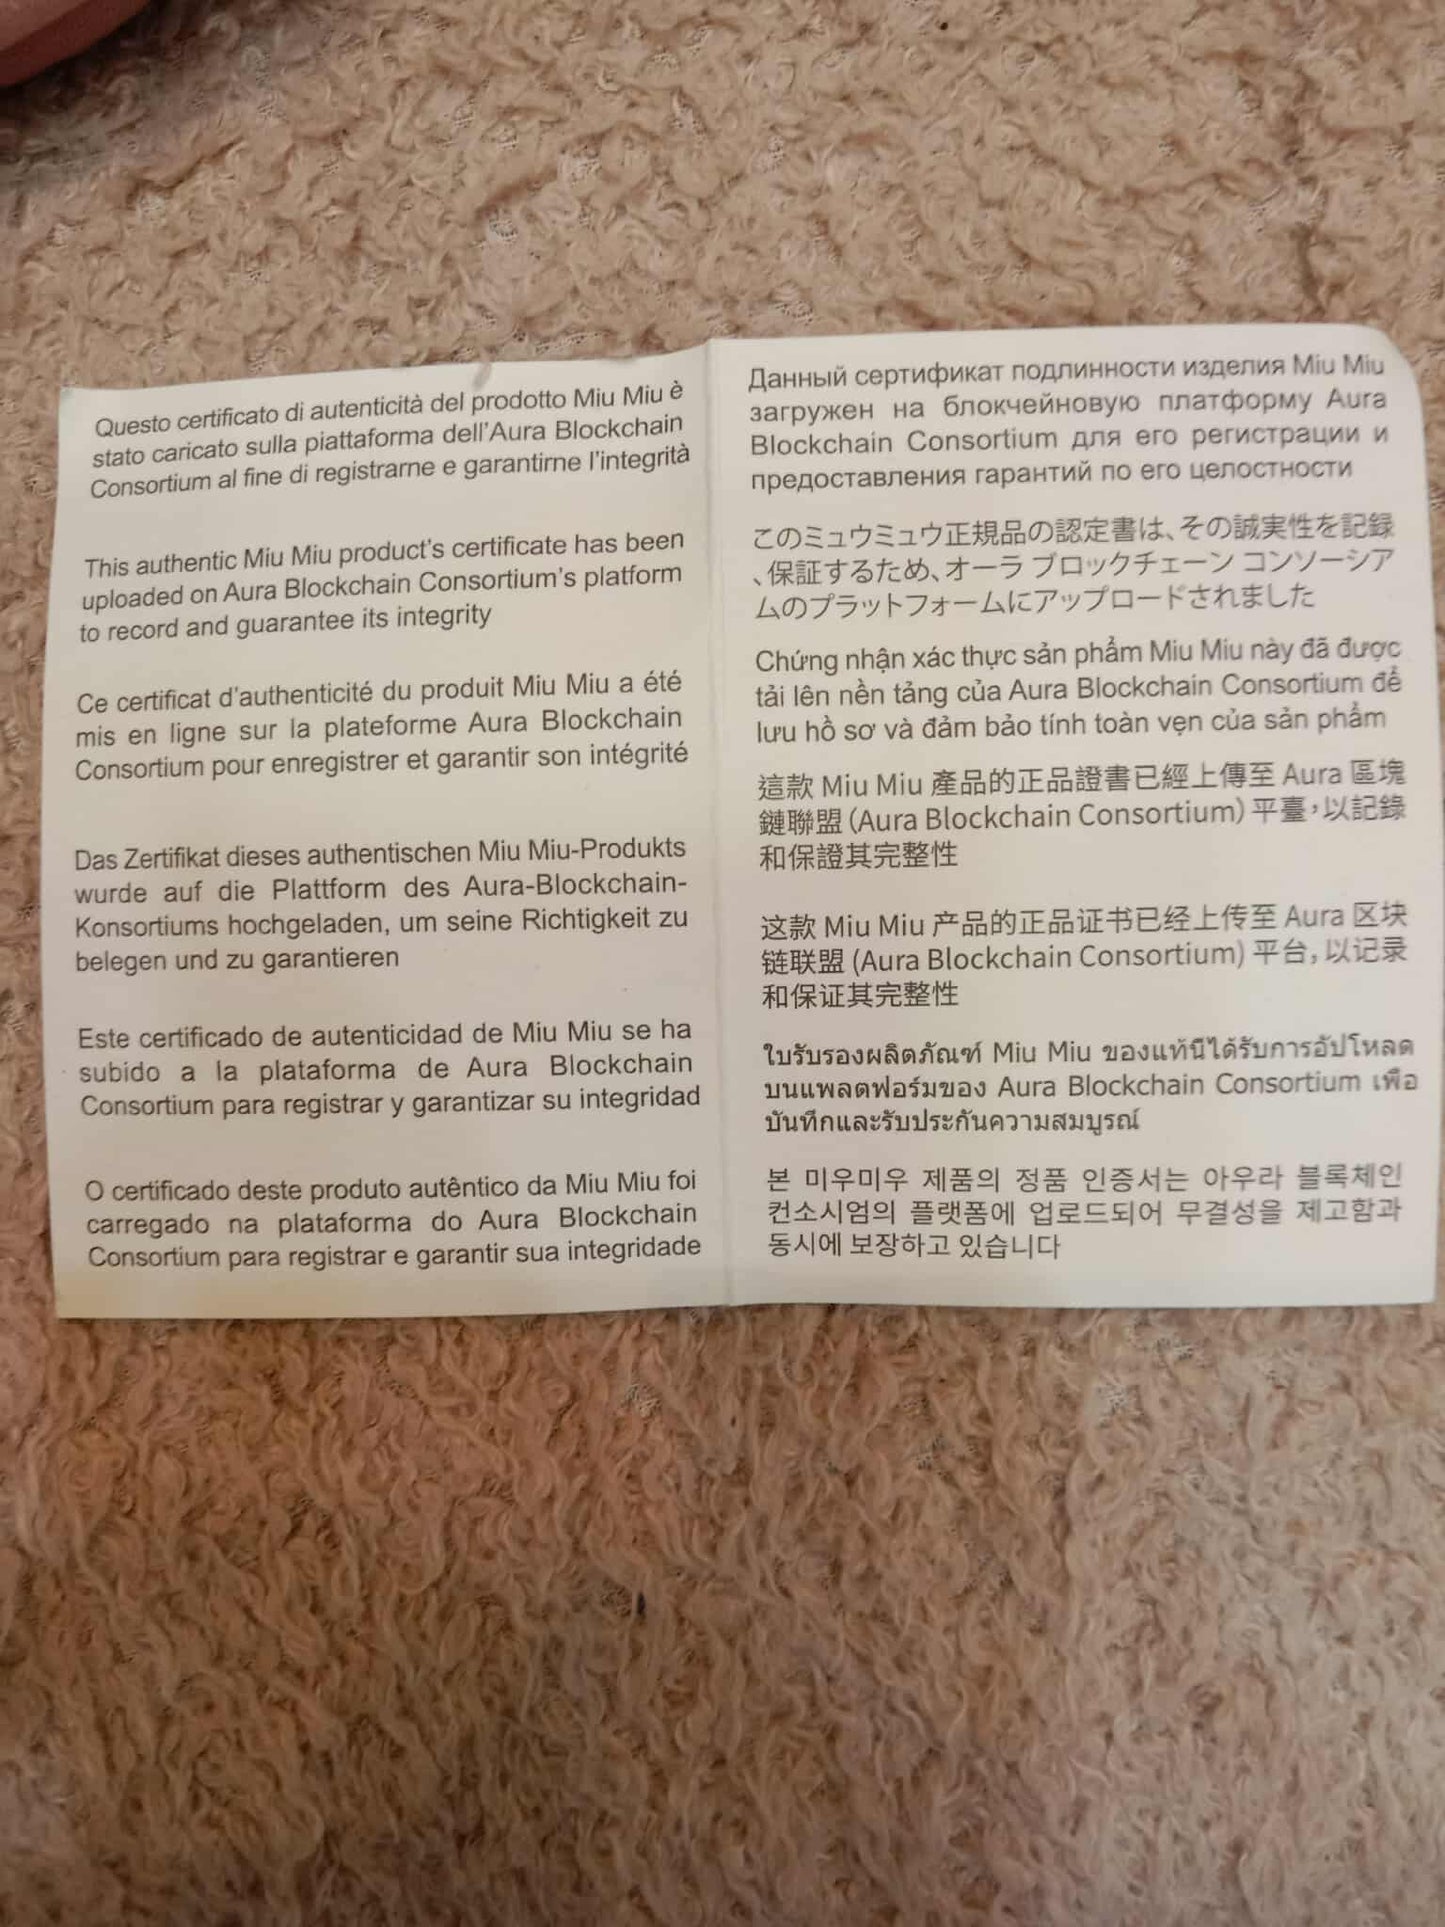 Questo certificato di autenticità del prodotto Miu Miu è
stato caricato sulla piattaforma dell'Aura Blockchain
Consortium al fine di registrarne e garantirne l'integrità
This authentic Miu Miu product's certificate has been
uploaded on Aura Blockchain Consortium's platform
to record and guarantee its integrity
Ce certificat d'authenticité du produit Miu Miu a été
mis en ligne sur la plateforme Aura Blockchain
Consortium pour enregistrer et garantir son intégrité
Das Zertifikat dieses authentischen Miu Miu-Produkts
wurde auf die Plattform des Aura-Blockchain-
Konsortiums hochgeladen, um seine Richtigkeit zu
belegen und zu garantieren
Este certificado de autenticidad de Miu Miu se ha
subido a la plataforma de Aura Blockchain
Consortium para registrar y garantizar su integridad
O certificado deste produto autêntico da Miu Miu foi
carregado na plataforma do Aura Blockchain
Consortium para registrar e garantir sua integridade
Данный сертификат подлинности изделия Miu Miu
загружен на блокчейновую платформу Aura
Blockchain Consortium для его регистрации и
предоставления гарантий по его целостности
このミュウミュウ正規品の認定書は、その誠実性を記録
、保証するため、オーラ ブロックチェーン コンソーシア
ムのプラットフォームにアップロードされました
Chứng nhận xác thực sản phẩm Miu Miu này đã được
tải lên nền tảng của Aura Blockchain Consortium để
lưu hồ sơ và đảm bảo tính toàn vẹn của sản phẩm
這款 Miu Miu 產品的正品證書已經上傳至 Aura 區塊
鏈聯盟 (Aura Blockchain Consortium) 平臺，以記錄
和保證其完整性
这款 Miu Miu 产品的正品证书已经上传至 Aura 区块
链联盟 (Aura Blockchain Consortium) 平台，以记录
和保证其完整性
ใบรับรองผลิตภัณฑ์ Miu Miu ของแท้นี้ได้รับการอัปโหลด
บนแพลตฟอร์มของ Aura Blockchain Consortium เพื่อ
บันทึกและรับประกันความสมบูรณ์
본 미우미우 제품의 정품 인증서는 아우라 블록체인
컨소시엄의 플랫폼에 업로드되어 무결성을 제고함과
동시에 보장하고 있습니다